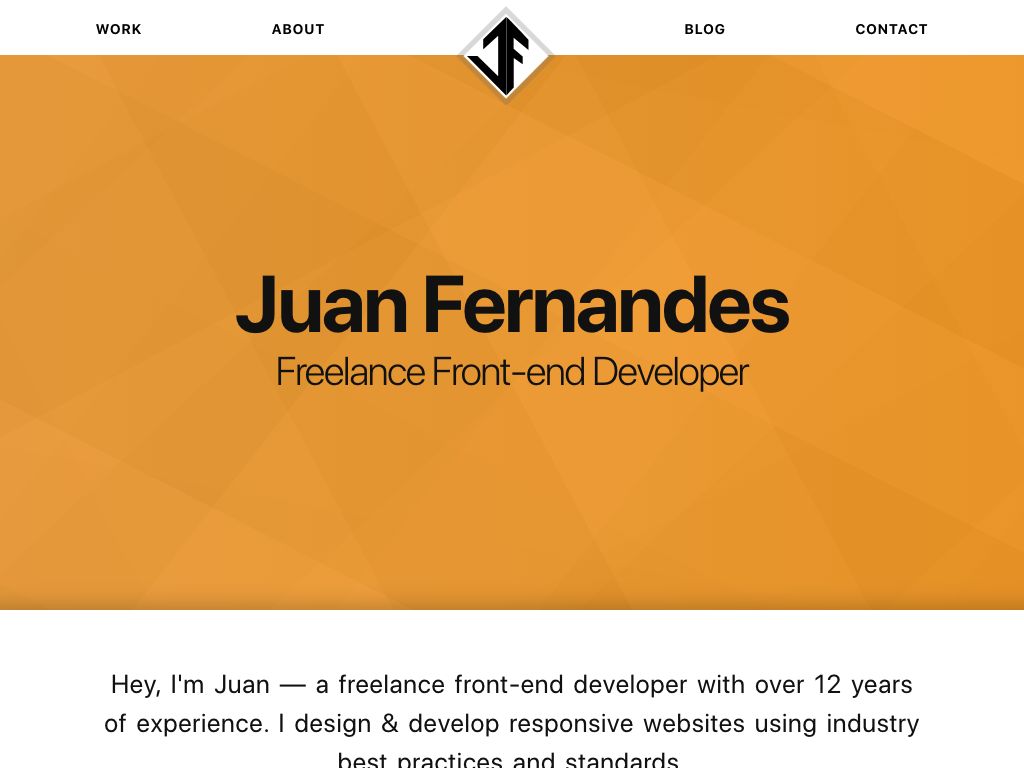 WORK ABOUT JF BLOG CONTACT
Juan Fernandes
Freelance Front-end Developer
Hey, I'm Juan — a freelance front-end developer with over 12 years
of experience. I design & develop responsive websites using industry
best practices and standards.